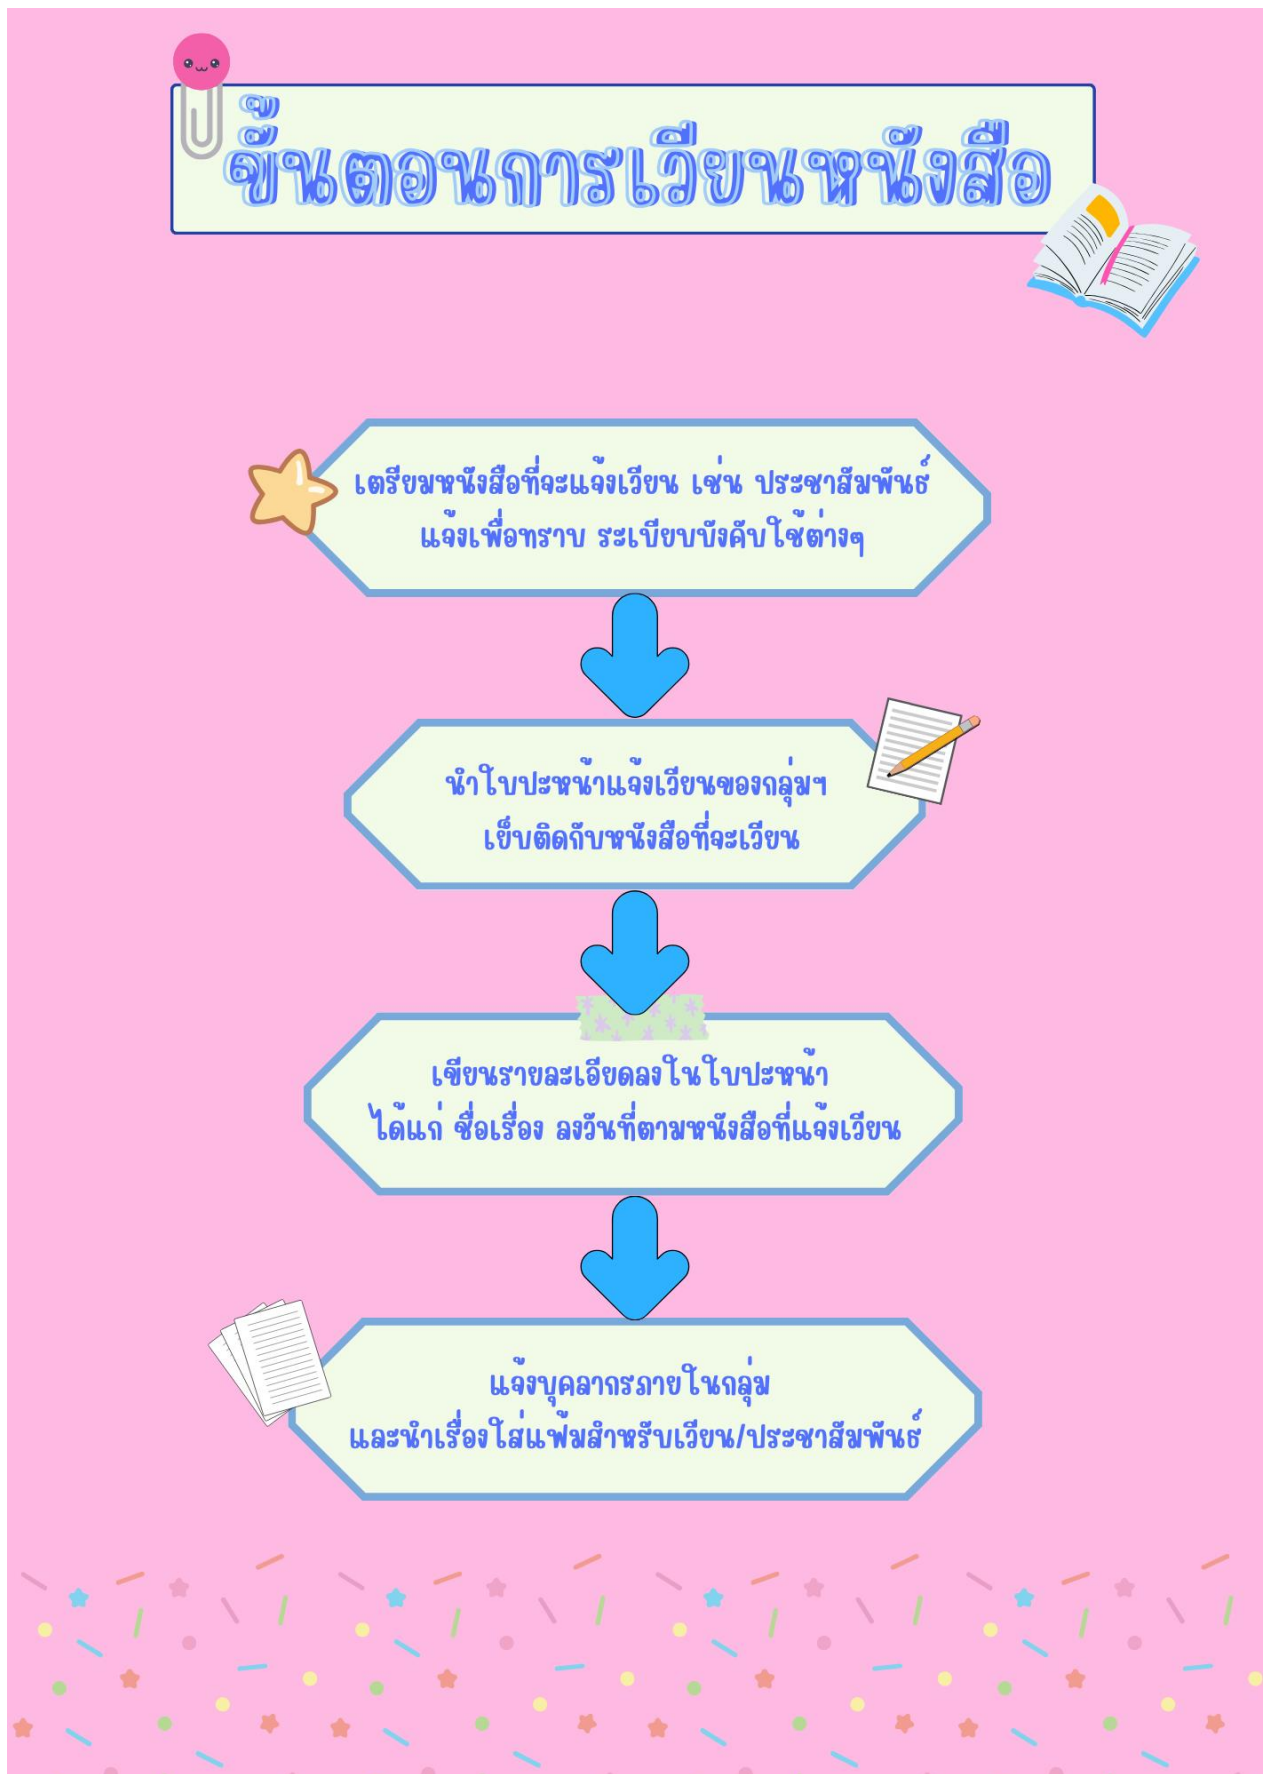 ขั้นตอนการเวียนหนังสือ
เตรียมหนังสือที่จะแจ้งเวียน เช่น ประชาสัมพันธ์
แจ้งเพื่อทราบ ระเบียบบังคับใช้ต่างๆ
นำใบปะหน้าแจ้งเวียนของกลุ่มฯ
เย็บติดกับหนังสือที่จะเวียน
เขียนรายละเอียดลงในใบปะหน้า
ได้แก่ ชื่อเรื่อง ลงวันที่ตามหนังสือที่แจ้งเวียน
แจ้งบุคลากรภายในกลุ่ม
และนำเรื่องใส่แฟ้มสำหรับเวียน/ประชาสัมพันธ์